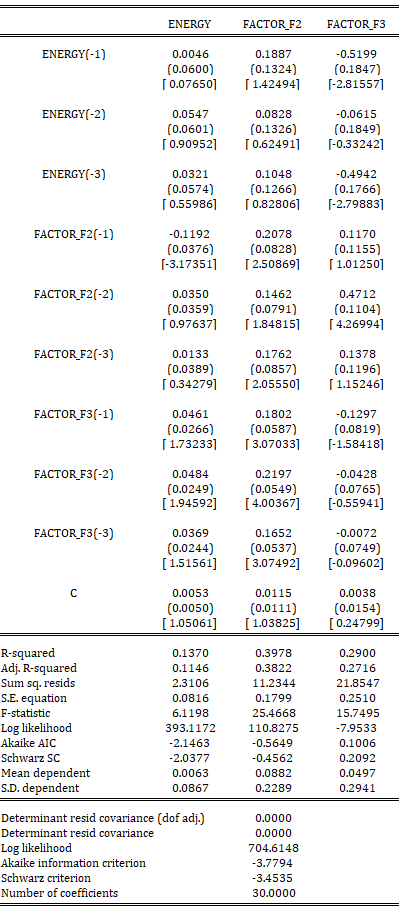 ENERGY FACTOR_F2 FACTOR_F3
ENERGY(-1) 0.0046 0.1887 -0.5199
(0.0600) (0.1324) (0.1847)
[ 0.07650] [ 1.42494] [-2.81557]
ENERGY(-2) 0.0547 0.0828 -0.0615
(0.0601) (0.1326) (0.1849)
[ 0.90952] [ 0.62491] [-0.33242]
ENERGY(-3) 0.0321 0.1048 -0.4942
(0.0574) (0.1266) (0.1766)
[ 0.55986] [ 0.82806] [-2.79883]
FACTOR_F2(-1) -0.1192 0.2078 0.1170
(0.0376) (0.0828) (0.1155)
[-3.17351] [ 2.50869] [ 1.01250]
FACTOR_F2(-2) 0.0350 0.1462 0.4712
(0.0359) (0.0791) (0.1104)
[ 0.97637] [ 1.84815] [ 4.26994]
FACTOR_F2(-3) 0.0133 0.1762 0.1378
(0.0389) (0.0857) (0.1196)
[ 0.34279] [ 2.05550] [ 1.15246]
FACTOR_F3(-1) 0.0461 0.1802 -0.1297
(0.0266) (0.0587) (0.0819)
[ 1.73233] [ 3.07033] [-1.58418]
FACTOR_F3(-2) 0.0484 0.2197 -0.0428
(0.0249) (0.0549) (0.0765)
[ 1.94592] [ 4.00367] [-0.55941]
FACTOR_F3(-3) 0.0369 0.1652 -0.0072
(0.0244) (0.0537) (0.0749)
[ 1.51561] [ 3.07492] [-0.09602]
C 0.0053 0.0115 0.0038
(0.0050) (0.0111) (0.0154)
[ 1.05061] [ 1.03825] [ 0.24799]
R-squared 0.1370 0.3978 0.2900
Adj. R-squared 0.1146 0.3822 0.2716
Sum sq. resids 2.3106 11.2344 21.8547
S.E. equation 0.0816 0.1799 0.2510
F-statistic 6.1198 25.4668 15.7495
Log likelihood 393.1172 110.8275 -7.9533
Akaike AIC -2.1463 -0.5649 0.1006
Schwarz SC -2.0377 -0.4562 0.2092
Mean dependent 0.0063 0.0882 0.0497
S.D. dependent 0.0867 0.2289 0.2941
Determinant resid covariance (dof adj.) 0.0000
Determinant resid covariance 0.0000
Log likelihood 704.6148
Akaike information criterion -3.7794
Schwarz criterion -3.4535
Number of coefficients 30.0000